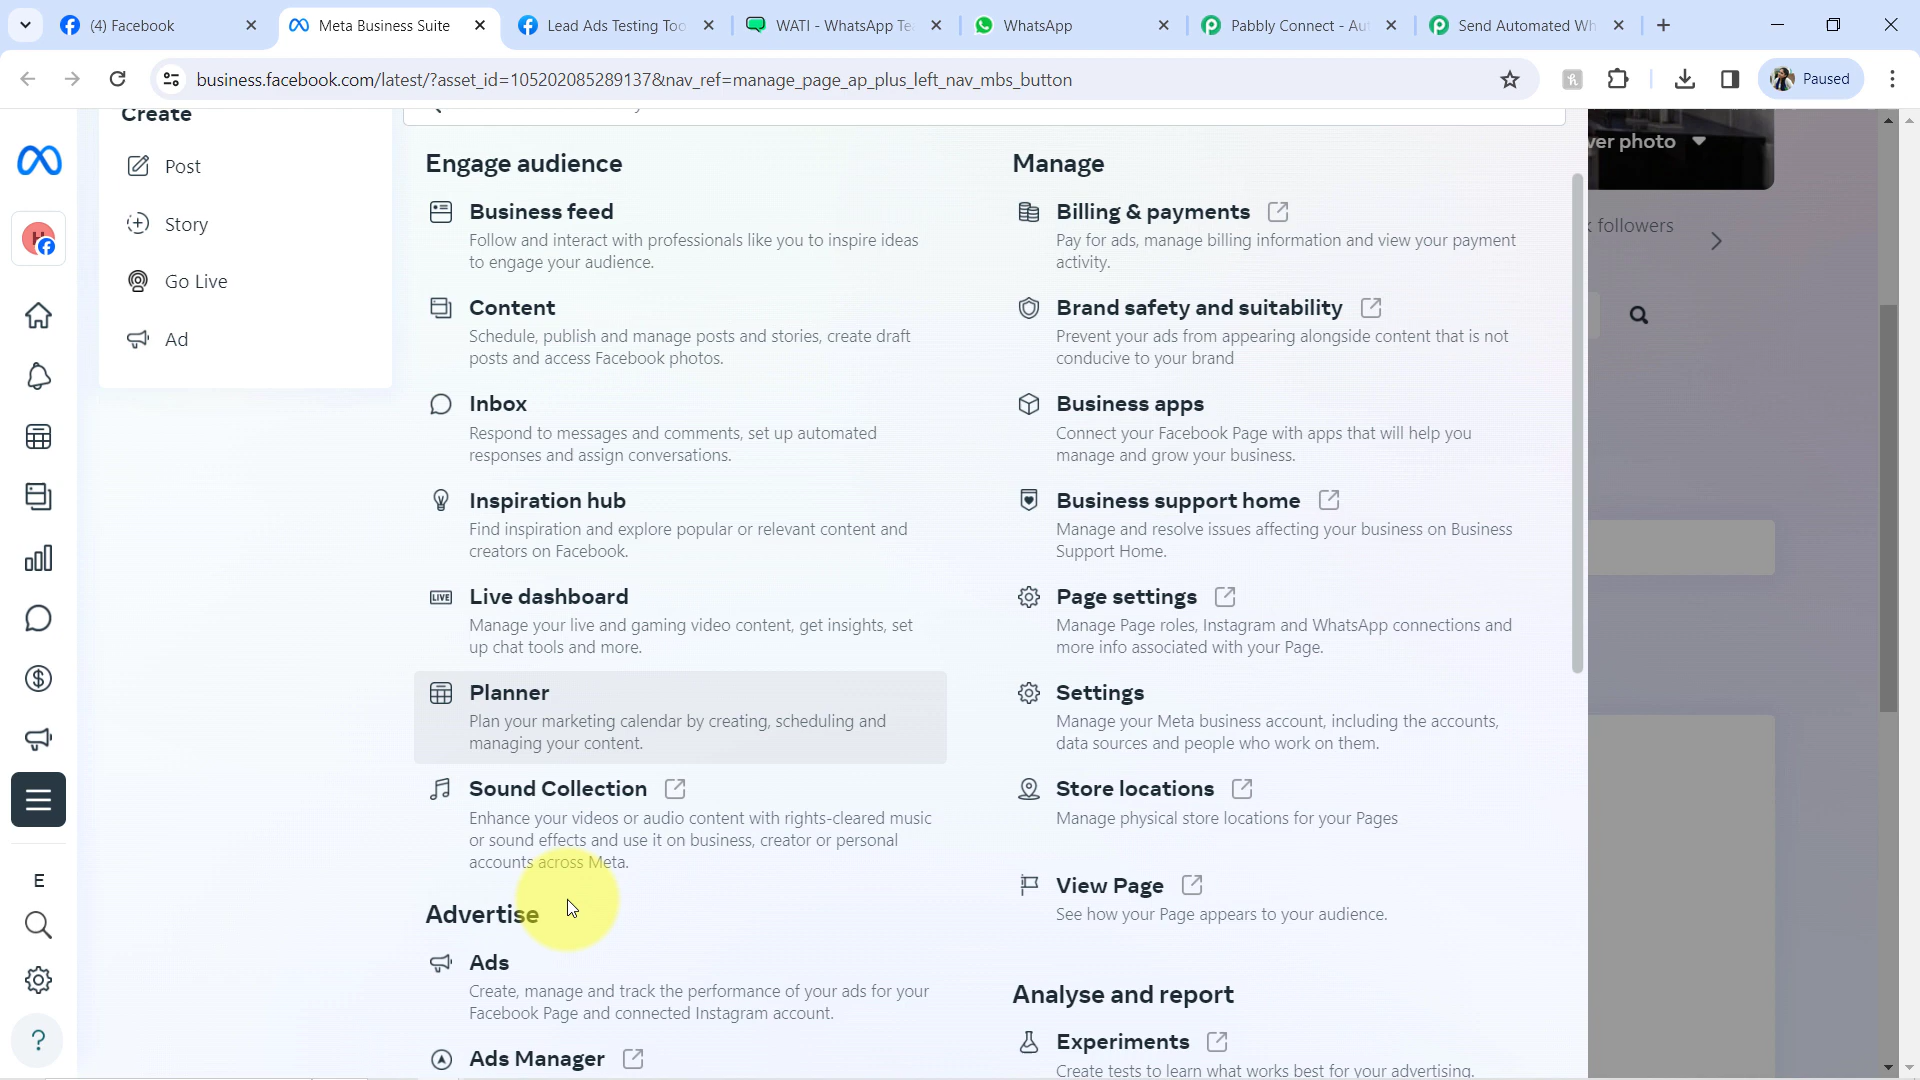 (4) Facebook
Meta Business Suite
Lead Ads Testing Too
WATI - WhatsApp Te
WhatsApp
Pabbly Connect - Au
Send Automated Wh
business.facebook.com/latest/?asset_id=105202085289137&nav_ref=manage_page_ap_plus_left_nav_mbs_button
Paused
Create
Post
Story
Go Live
Ad
E
Engage audience
Business feed
Follow and interact with professionals like you to inspire ideas
to engage your audience.
Content
Schedule, publish and manage posts and stories, create draft
posts and access Facebook photos.
Inbox
Respond to messages and comments, set up automated
responses and assign conversations.
Inspiration hub
Find inspiration and explore popular or relevant content and
creators on Facebook.
LIVE Live dashboard
Manage your live and gaming video content, get insights, set
up chat tools and more.
Planner
Plan your marketing calendar by creating, scheduling and
managing your content.
Sound Collection
Enhance your videos or audio content with rights-cleared music
or sound effects and use it on business, creator or personal
accounts across Meta.
Advertise
Ads
Create, manage and track the performance of your ads for your
Facebook Page and connected Instagram account.
Ads Manager
Manage
Billing & payments
Pay for ads, manage billing information and view your payment
activity.
Brand safety and suitability
Prevent your ads from appearing alongside content that is not
conducive to your brand
Business apps
Connect your Facebook Page with apps that will help you
manage and grow your business.
Business support home
Manage and resolve issues affecting your business on Business
Support Home.
Page settings
Manage Page roles, Instagram and WhatsApp connections and
more info associated with your Page.
Settings
Manage your Meta business account, including the accounts,
data sources and people who work on them.
Store locations
Manage physical store locations for your Pages
View Page
See how your Page appears to your audience.
Analyse and report
Experiments
Create tests to learn what works best for your advertising.
ver photo
k followers